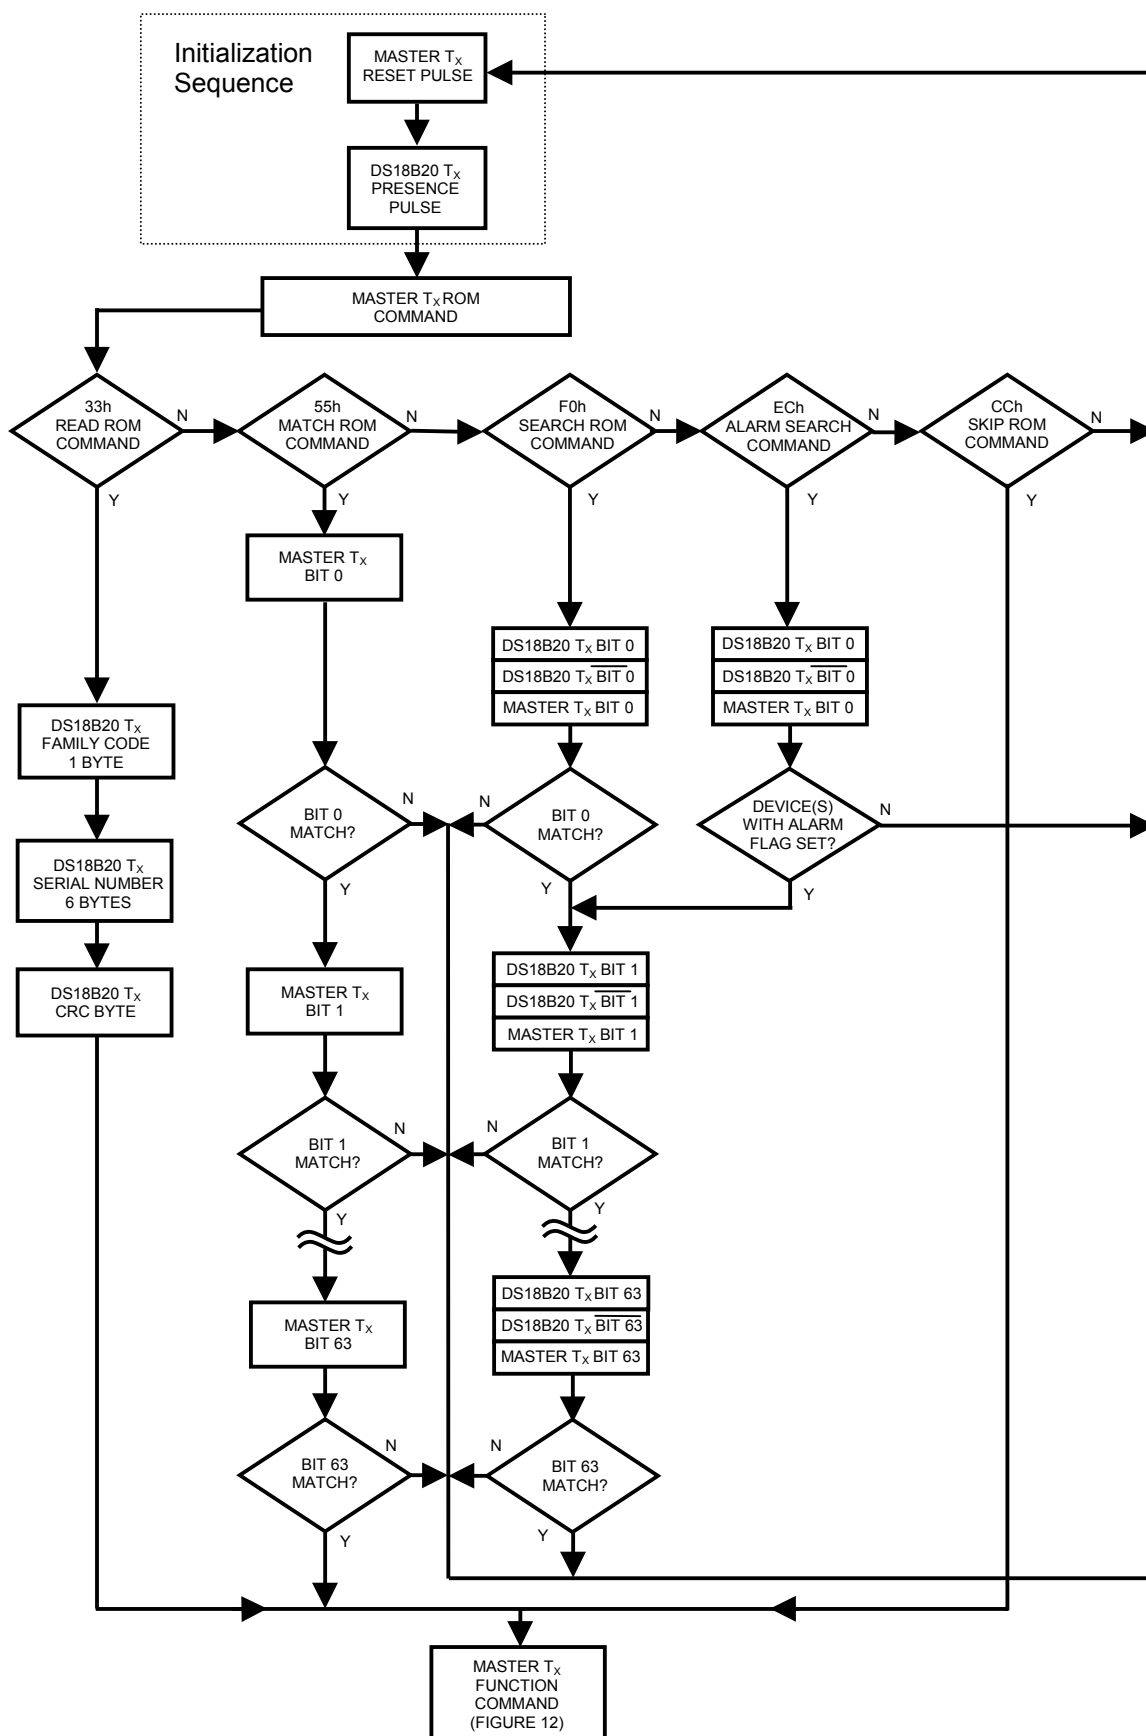 Initialization
Sequence
MASTER TX
RESET PULSE
DS18B20 TX
PRESENCE
PULSE
MASTER TX ROM
COMMAND
33h
READ ROM
COMMAND
N
Y
55h
MATCH ROM
COMMAND
N
Y
F0h
SEARCH ROM
COMMAND
N
Y
ECh
ALARM SEARCH
COMMAND
N
Y
CCh
SKIP ROM
COMMAND
N
Y
MASTER TX
BIT 0
DS18B20 TX BIT 0
DS18B20 TX BIT 0
MASTER TX BIT 0
DS18B20 TX BIT 0
DS18B20 TX BIT 0
MASTER TX BIT 0
DS18B20 TX
FAMILY CODE
1 BYTE
BIT 0
MATCH?
N
Y
N
BIT 0
MATCH?
Y
DEVICE(S)
WITH ALARM
FLAG SET?
N
Y
DS18B20 TX
SERIAL NUMBER
6 BYTES
DS18B20 TX
CRC BYTE
MASTER TX
BIT 1
DS18B20 TX BIT 1
DS18B20 TX BIT 1
MASTER TX BIT 1
BIT 1
MATCH?
N
Y
N
BIT 1
MATCH?
Y
MASTER TX
BIT 63
DS18B20 TX BIT 63
DS18B20 TX BIT 63
MASTER TX BIT 63
BIT 63
MATCH?
N
Y
N
BIT 63
MATCH?
Y
MASTER TX
FUNCTION
COMMAND
(FIGURE 12)